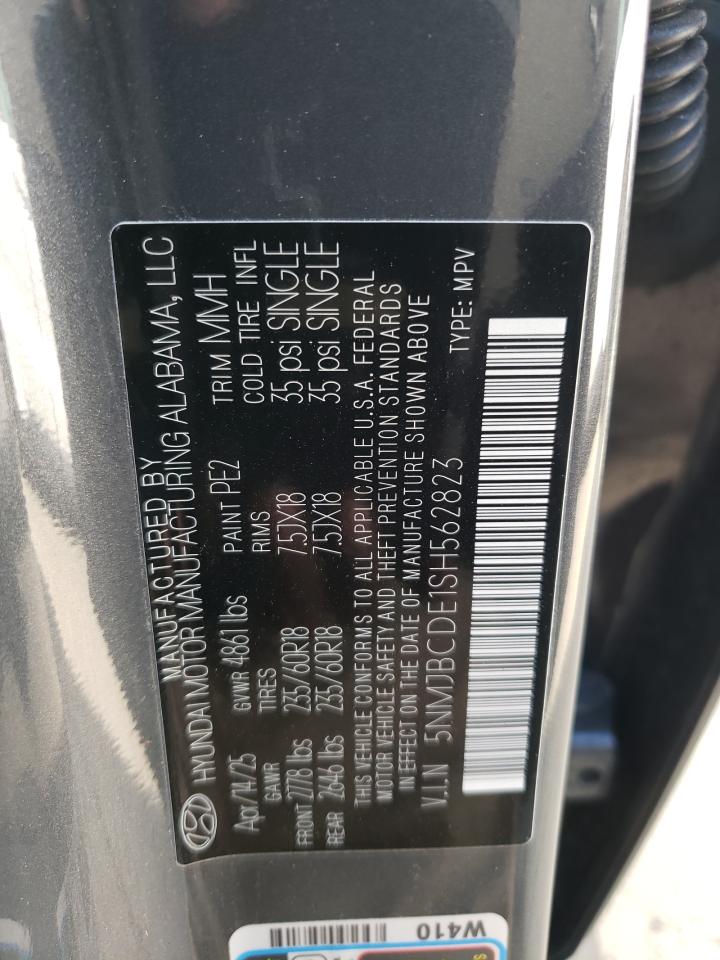 MANUFACTURED BY
HYUNDAI MOTOR MANUFACTURING ALABAMA, LLC
Apr/14/25 GVWR 4861 lbs PAINT PE2 TRIM MMH
GAWR TIRES RIMS COLD TIRE INFL
FRONT 2778 lbs 235/60R18 7.5JX18 35 psi SINGLE
REAR 2646 lbs 235/60R18 7.5JX18 35 psi SINGLE
THIS VEHICLE CONFORMS TO ALL APPLICABLE U.S.A. FEDERAL
MOTOR VEHICLE SAFETY AND THEFT PREVENTION STANDARDS
IN EFFECT ON THE DATE OF MANUFACTURE SHOWN ABOVE
V.I.N 5NMJBCDE1SH562823 TYPE: MPV
W410